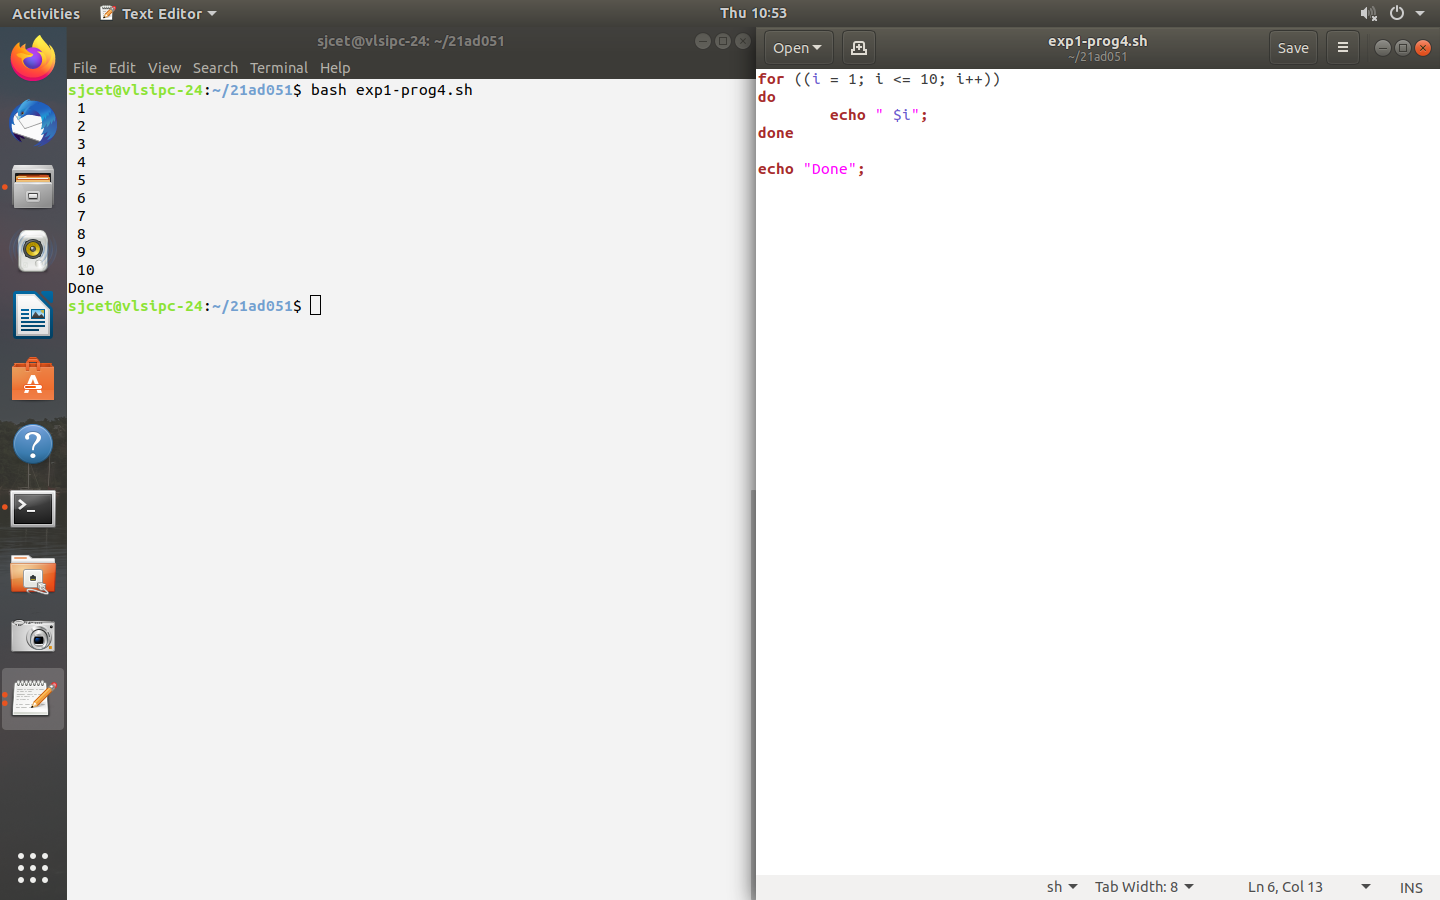 Activities Text Editor Thu 10:53
sjcet@vlsipc-24: ~/21ad051
File Edit View Search Terminal Help
sjcet@vlsipc-24:~/21ad051$ bash exp1-prog4.sh
1
2
3
4
5
6
7
8
9
10
Done
sjcet@vlsipc-24:~/21ad051$
Open exp1-prog4.sh Save
~/21ad051
for ((i = 1; i <= 10; i++))
do
echo " $i";
done
echo "Done";
sh Tab Width: 8 Ln 6, Col 13 INS